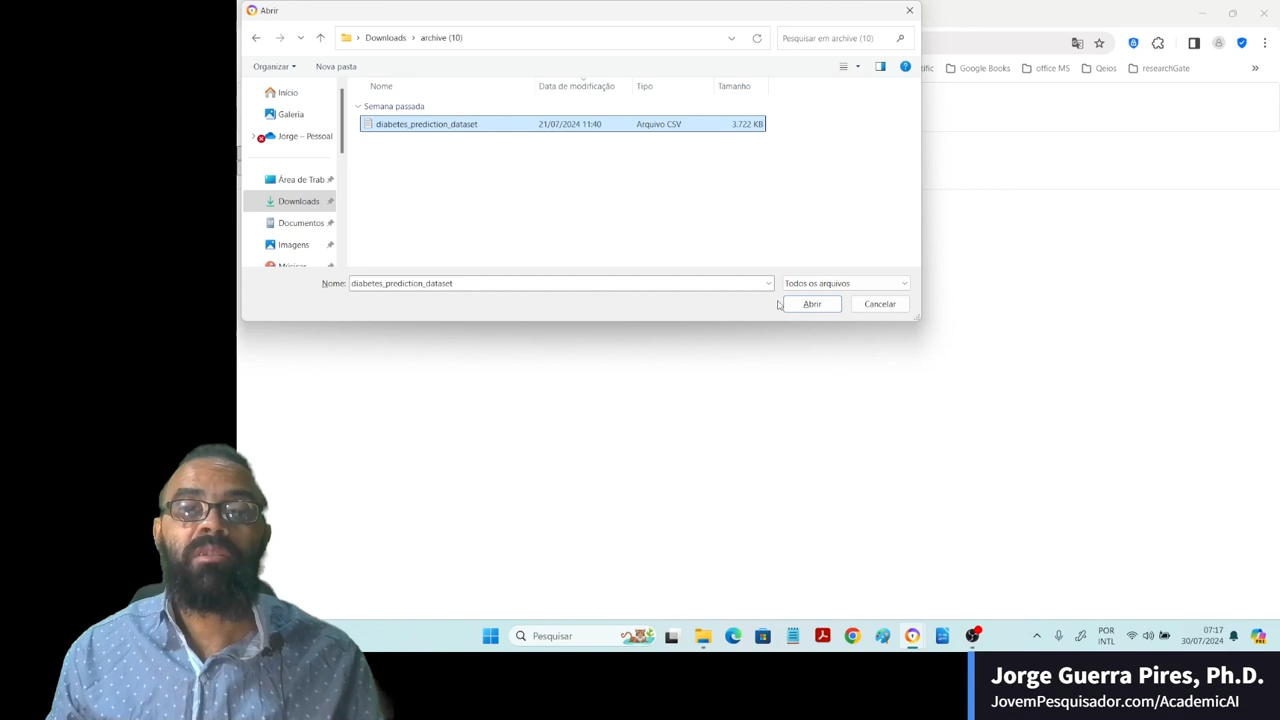 Abrir
Downloads
archive (10)
Pesquisar em archive (10)
Organizar
Nova pasta
Google Books
office MS
Qeios
researchGate
Nome
Data de modificação
Tipo
Tamanho
Início
Semana passada
Galeria
diabetes_prediction_dataset
21/07/2024 11:40
Arquivo CSV
3.722 KB
Jorge – Pessoal
Área de Trab
Downloads
Documentos
Imagens
Nome:
diabetes_prediction_dataset
Todos os arquivos
Abrir
Cancelar
Pesquisar
POR
INTL
07:17
30/07/2024
Jorge Guerra Pires, Ph.D.
JovemPesquisador.com/AcademicAI